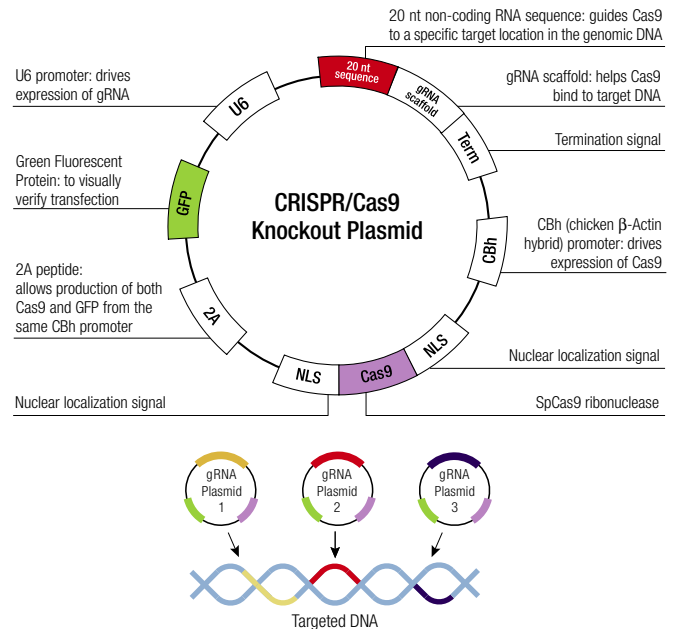 20 nt non-coding RNA sequence: guides Cas9
to a specific target location in the genomic DNA
U6 promoter: drives
expression of gRNA
gRNA scaffold: helps Cas9
bind to target DNA
Termination signal
Green Fluorescent
Protein: to visually
verify transfection
CBh (chicken β-Actin
hybrid) promoter: drives
expression of Cas9
2A peptide:
allows production of both
Cas9 and GFP from the
same CBh promoter
Nuclear localization signal
Nuclear localization signal
SpCas9 ribonuclease
20 nt
sequence
gRNA
scaffold
Term
CBh
NLS
Cas9
NLS
2A
GFP
U6
CRISPR/Cas9
Knockout Plasmid
gRNA
Plasmid
1
gRNA
Plasmid
2
gRNA
Plasmid
3
Targeted DNA